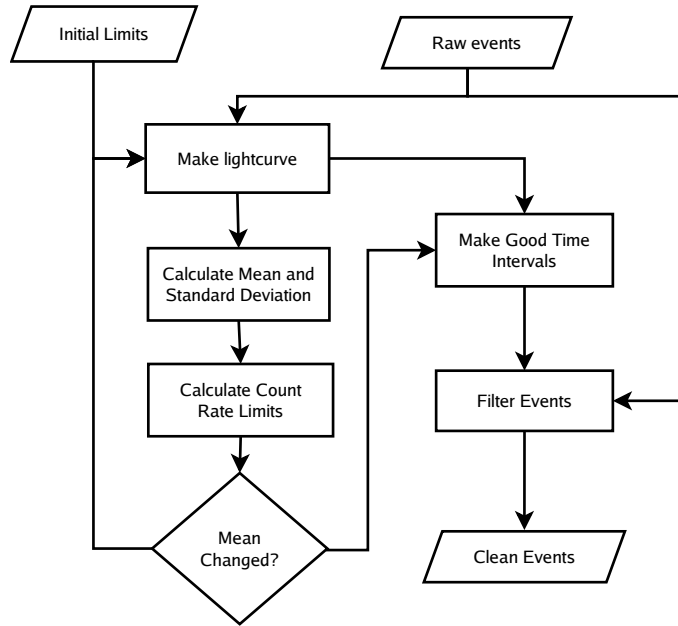 Initial Limits
Raw events
Make lightcurve
Make Good Time
Intervals
Calculate Mean and
Standard Deviation
Calculate Count
Rate Limits
Filter Events
Mean
Changed?
Clean Events